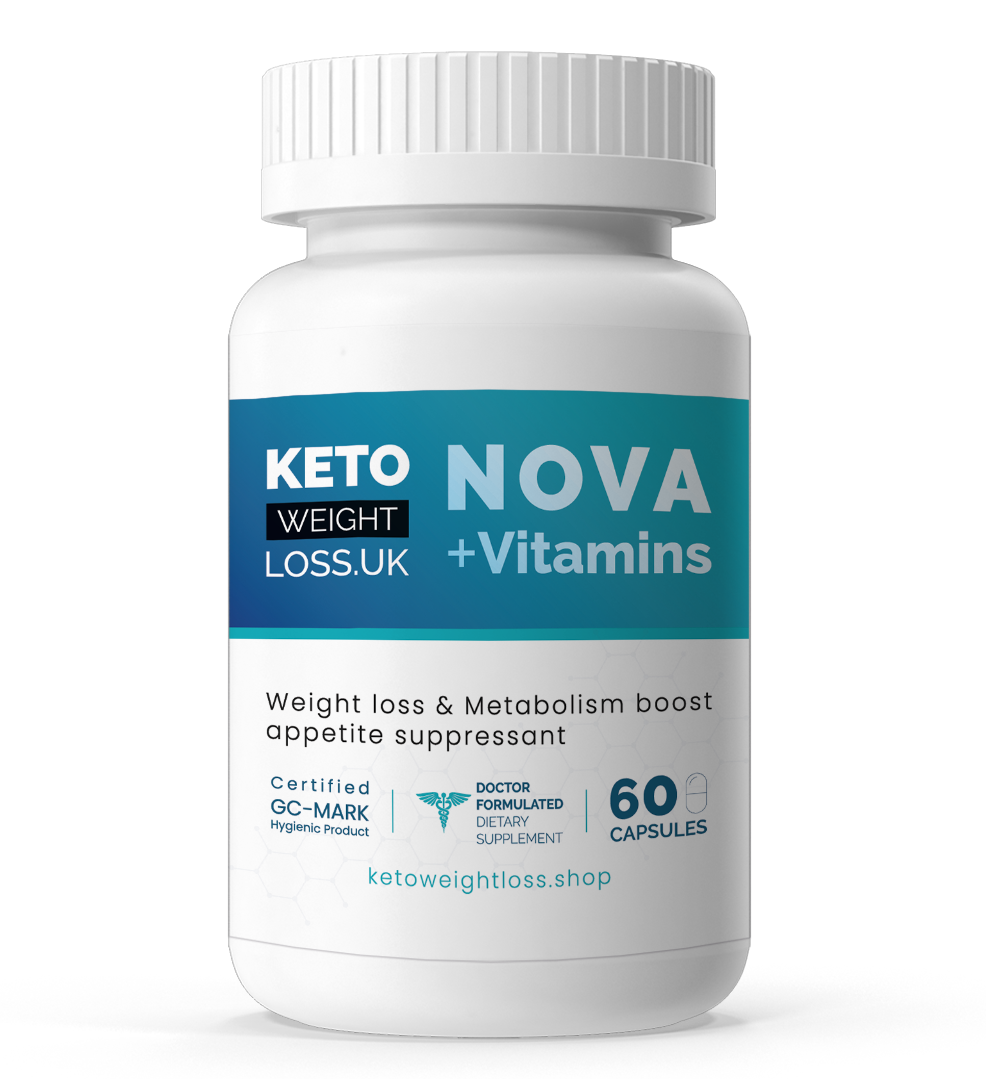 KETO
WEIGHT
LOSS.UK
NOVA
+Vitamins
Weight loss & Metabolism boost
appetite suppressant
Certified
GC-MARK
Hygienic Product
DOCTOR
FORMULATED
DIETARY
SUPPLEMENT
60
CAPSULES
ketoweightloss.shop